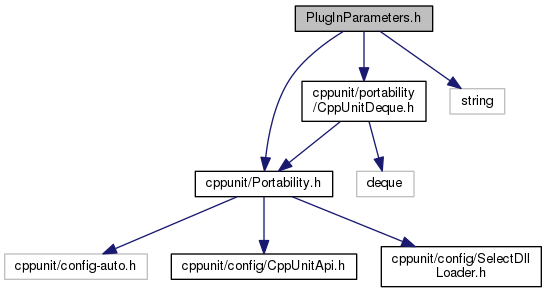 PlugInParameters.h
cppunit/portability
/CppUnitDeque.h
string
cppunit/Portability.h
deque
cppunit/config-auto.h
cppunit/config/CppUnitApi.h
cppunit/config/SelectDll
Loader.h